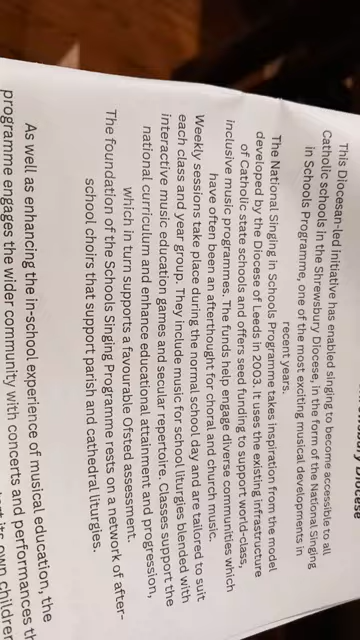 Diocese
This Diocesan-led initiative has enabled singing to become accessible to all
Catholic schools in the Shrewsbury Diocese, in the form of the National Singing
in Schools Programme, one of the most exciting musical developments in
recent years.
The National Singing in Schools Programme takes inspiration from the model
developed by the Diocese of Leeds in 2003. It uses the existing infrastructure
of Catholic state schools and offers seed funding to support world-class,
inclusive music programmes. The funds help engage diverse communities which
have often been an afterthought for choral and church music.
Weekly sessions take place during the normal school day and are tailored to suit
each class and year group. They include music for school liturgies blended with
interactive music education games and secular repertoire. Classes support the
national curriculum and enhance educational attainment and progression,
which in turn supports a favourable Ofsted assessment.
The foundation of the Schools Singing Programme rests on a network of after-
school choirs that support parish and cathedral liturgies.
As well as enhancing the in-school experience of musical education, the
programme engages the wider community with concerts and performances
its own children